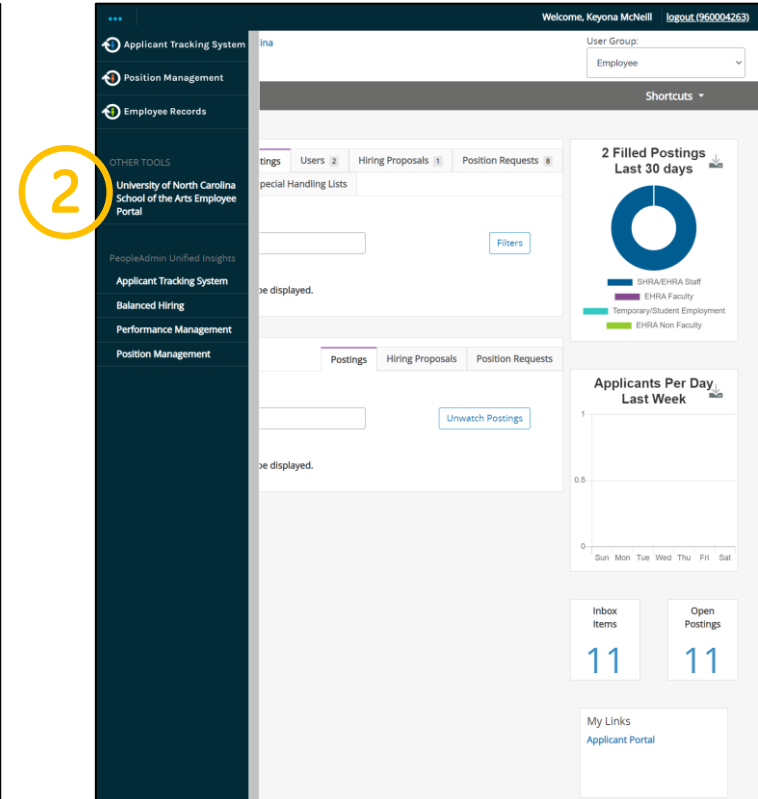 •••
Welcome, Keyona McNeill logout (960004263)
Applicant Tracking System
Position Management
Employee Records
2
OTHER TOOLS
University of North Carolina
School of the Arts Employee
Portal
PeopleAdmin Unified Insights
Applicant Tracking System
Balanced Hiring
Performance Management
Position Management
ina
User Group:
Employee
Shortcuts
tings Users 2 Hiring Proposals 1 Position Requests 8
pecial Handling Lists
Filters
be displayed.
Postings Hiring Proposals Position Requests
Unwatch Postings
be displayed.
2 Filled Postings
Last 30 days
SHRA/EHRA Staff
EHRA Faculty
Temporary/Student Employment
EHRA Non Faculty
Applicants Per Day
Last Week
1
0.5
0
Sun Mon Tue Wed Thu Fri Sat
Inbox
Items
11
Open
Postings
11
My Links
Applicant Portal